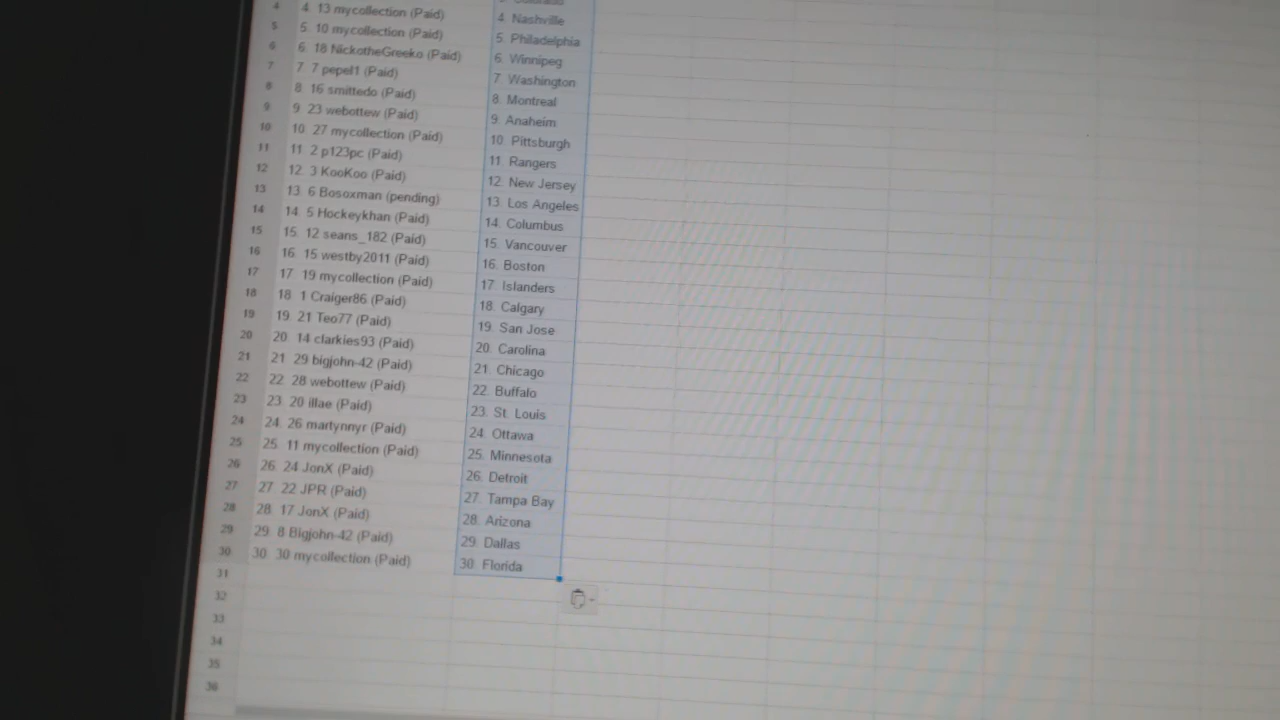 Colorado
4 4. 13 mycollection (Paid) 4. Nashville
5 5. 10 mycollection (Paid) 5. Philadelphia
6 6. 18 NickotheGreeko (Paid) 6. Winnipeg
7 7. 7 pepel1 (Paid) 7. Washington
8 8. 16 smittedo (Paid) 8. Montreal
9 9. 23 webottew (Paid) 9. Anaheim
10 10. 27 mycollection (Paid) 10. Pittsburgh
11 11. 2 p123pc (Paid) 11. Rangers
12 12. 3 KooKoo (Paid) 12. New Jersey
13 13. 6 Bosoxman (pending) 13. Los Angeles
14 14. 5 Hockeykhan (Paid) 14. Columbus
15 15. 12 seans_182 (Paid) 15. Vancouver
16 16. 15 westby2011 (Paid) 16. Boston
17 17. 19 mycollection (Paid) 17. Islanders
18 18. 1 Craiger86 (Paid) 18. Calgary
19 19. 21 Teo77 (Paid) 19. San Jose
20 20. 14 clarkies93 (Paid) 20. Carolina
21 21. 29 bigjohn-42 (Paid) 21. Chicago
22 22. 28 webottew (Paid) 22. Buffalo
23 23. 20 illae (Paid) 23. St. Louis
24 24. 26 martynnyr (Paid) 24. Ottawa
25 25. 11 mycollection (Paid) 25. Minnesota
26 26. 24 JonX (Paid) 26. Detroit
27 27. 22 JPR (Paid) 27. Tampa Bay
28 28. 17 JonX (Paid) 28. Arizona
29 29. 8 Bigjohn-42 (Paid) 29. Dallas
30 30. 30 mycollection (Paid) 30. Florida
31
32
33
34
35
36